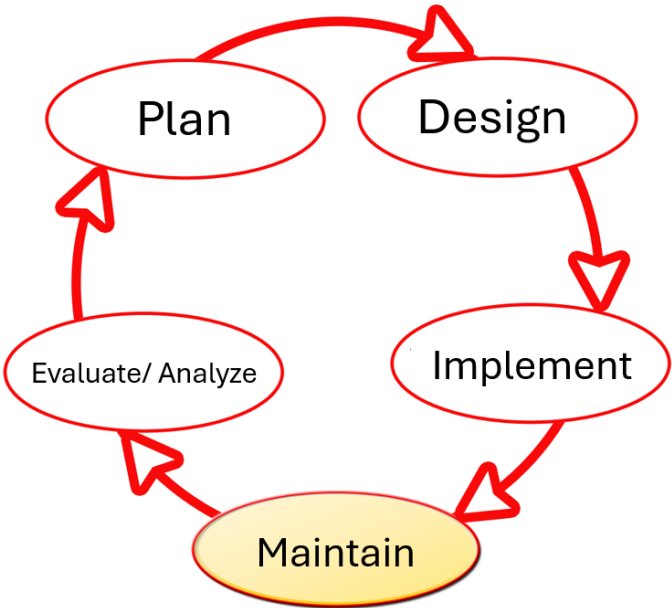 Plan
Design
Implement
Maintain
Evaluate/ Analyze